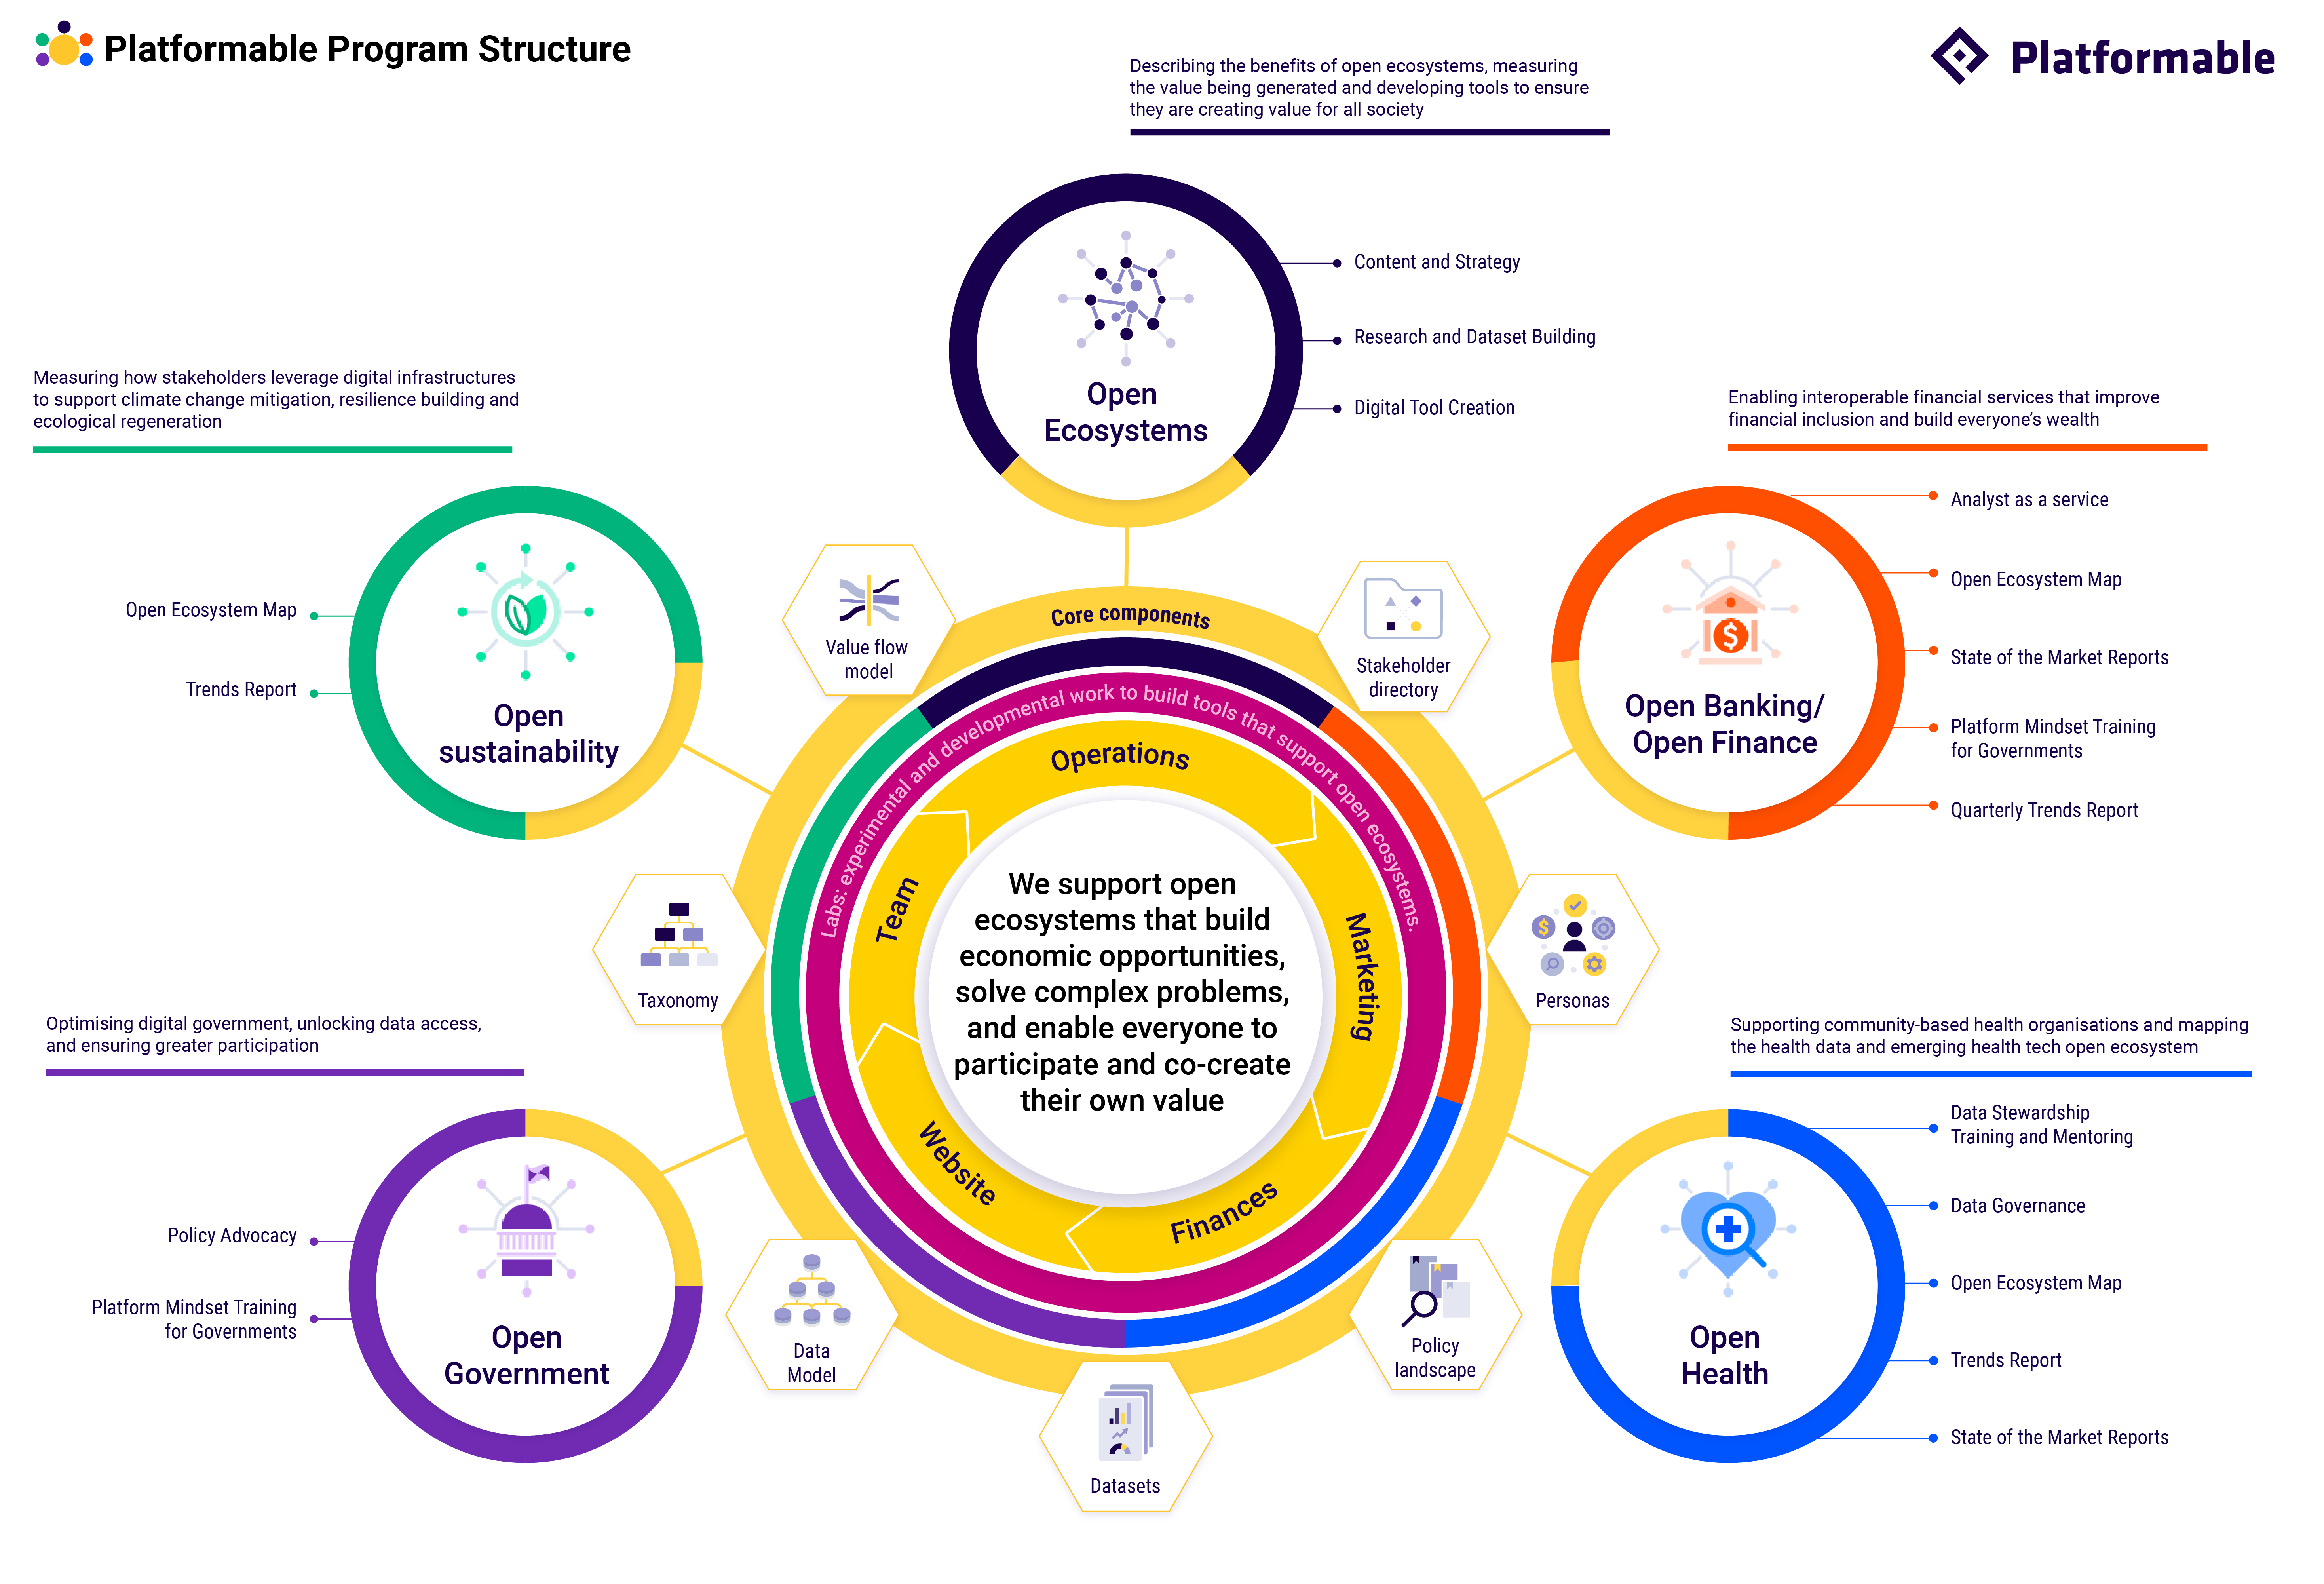 Platformable Program Structure
Platformable
Describing the benefits of open ecosystems, measuring
the value being generated and developing tools to ensure
they are creating value for all society
Open
Ecosystems
Content and Strategy
Research and Dataset Building
Digital Tool Creation
Measuring how stakeholders leverage digital infrastructures
to support climate change mitigation, resilience building and
ecological regeneration
Open Ecosystem Map
Trends Report
Open
sustainability
Enabling interoperable financial services that improve
financial inclusion and build everyone’s wealth
Open Banking/
Open Finance
Analyst as a service
Open Ecosystem Map
State of the Market Reports
Platform Mindset Training
for Governments
Quarterly Trends Report
Value flow
model
Core components
Stakeholder
directory
Labs: experimental and developmental work to build tools that support open ecosystems.
Operations
Team
Marketing
Website
Finances
We support open
ecosystems that build
economic opportunities,
solve complex problems,
and enable everyone to
participate and co-create
their own value
Taxonomy
$
Personas
Optimising digital government, unlocking data access,
and ensuring greater participation
Policy Advocacy
Platform Mindset Training
for Governments
Open
Government
Supporting community-based health organisations and mapping
the health data and emerging health tech open ecosystem
Open
Health
Data Stewardship
Training and Mentoring
Data Governance
Open Ecosystem Map
Trends Report
State of the Market Reports
Data
Model
Policy
landscape
Datasets
$